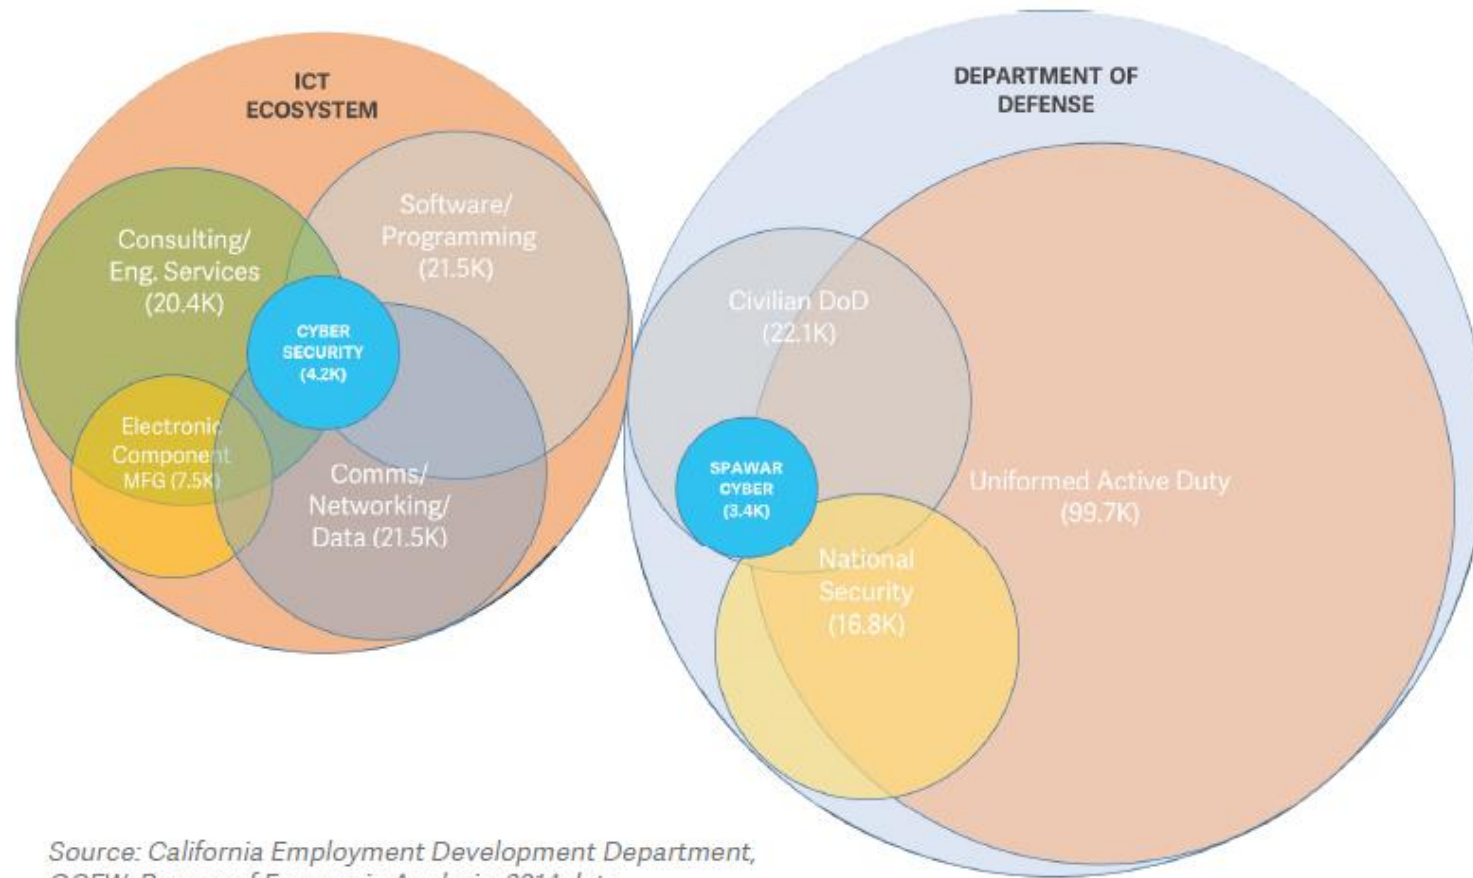 ICT
ECOSYSTEM
Consulting/
Eng. Services
(20.4K)
Software/
Programming
(21.5K)
CYBER
SECURITY
(4.2K)
Electronic
Component
MFG (7.5K)
Comms/
Networking/
Data (21.5K)
DEPARTMENT OF
DEFENSE
Civilian DoD
(22.1K)
SPAWAR
CYBER
(3.4K)
Uniformed Active Duty
(99.7K)
National
Security
(16.8K)
Source: California Employment Development Department,